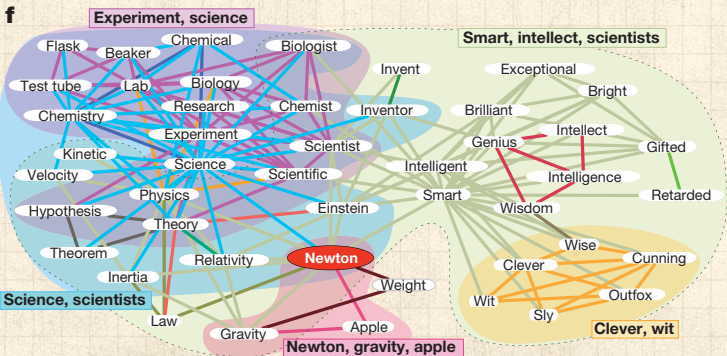 f
Experiment, science
Smart, intellect, scientists
Flask
Beaker
Chemical
Biologist
Invent
Exceptional
Test tube
Lab
Biology
Bright
Chemistry
Research
Chemist
Inventor
Brilliant
Experiment
Genius
Intellect
Kinetic
Science
Scientist
Gifted
Velocity
Scientific
Intelligent
Intelligence
Physics
Smart
Retarded
Hypothesis
Theory
Einstein
Wisdom
Theorem
Relativity
Newton
Wise
Inertia
Clever
Cunning
Science, scientists
Weight
Wit
Outfox
Law
Sly
Gravity
Apple
Clever, wit
Newton, gravity, apple